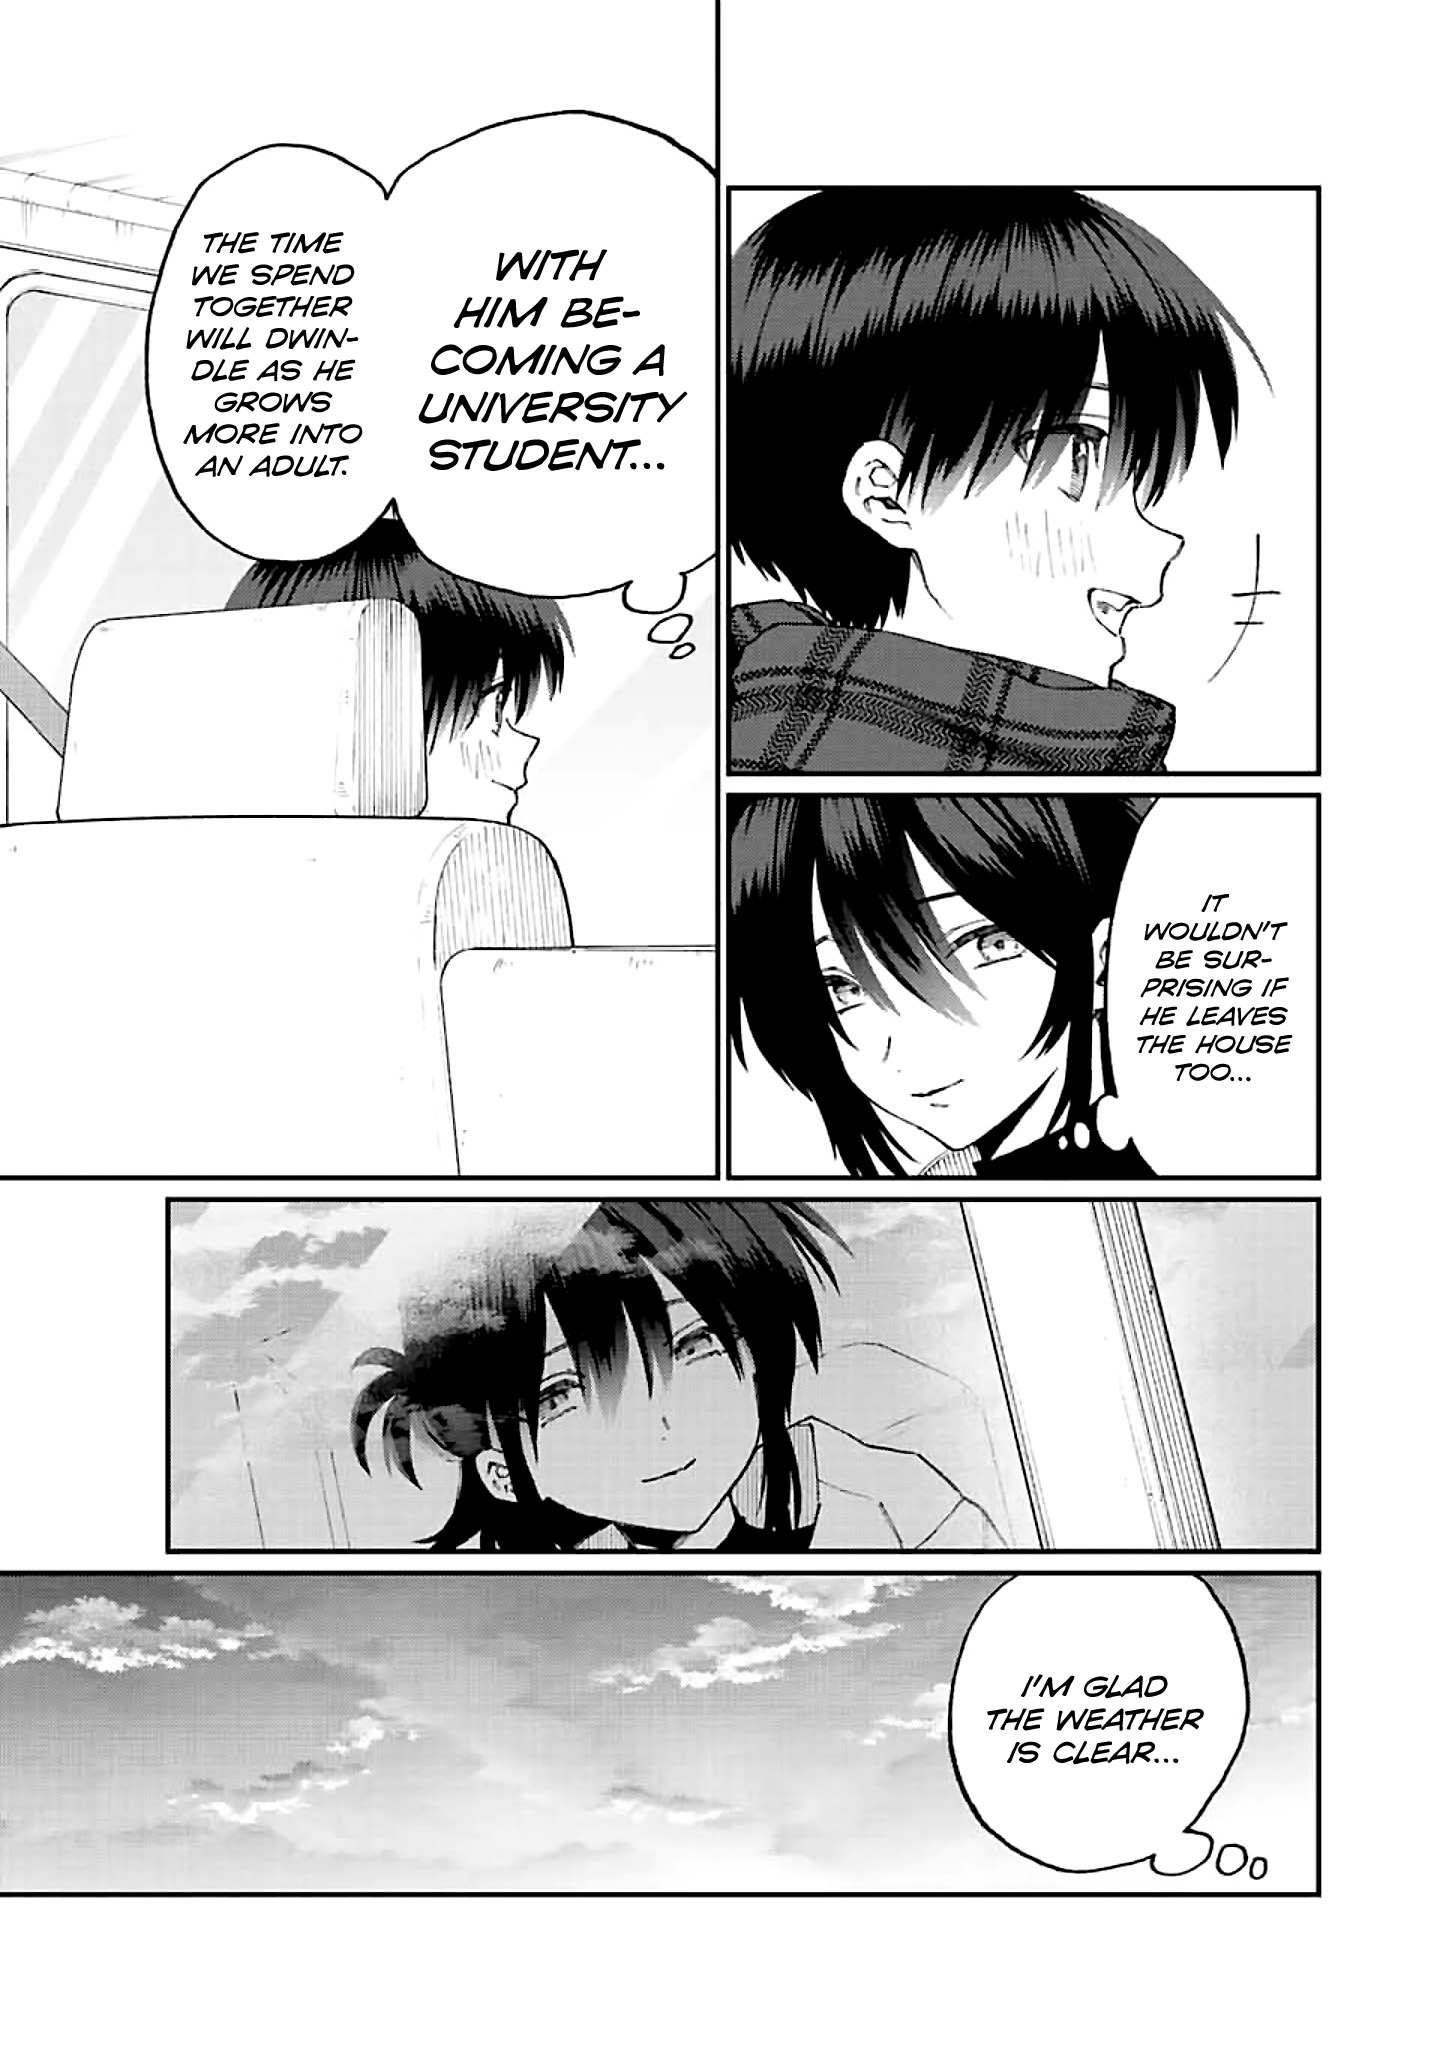 WITH
HIM BE-
COMING A
UNIVERSITY
STUDENT...
THE TIME
WE SPEND
TOGETHER
WILL DWIN-
DLE AS HE
GROWS
MORE INTO
AN ADULT.
IT
WOULDN'T
BE SUR-
PRISING IF
HE LEAVES
THE HOUSE
TOO...
I'M GLAD
THE WEATHER
IS CLEAR...